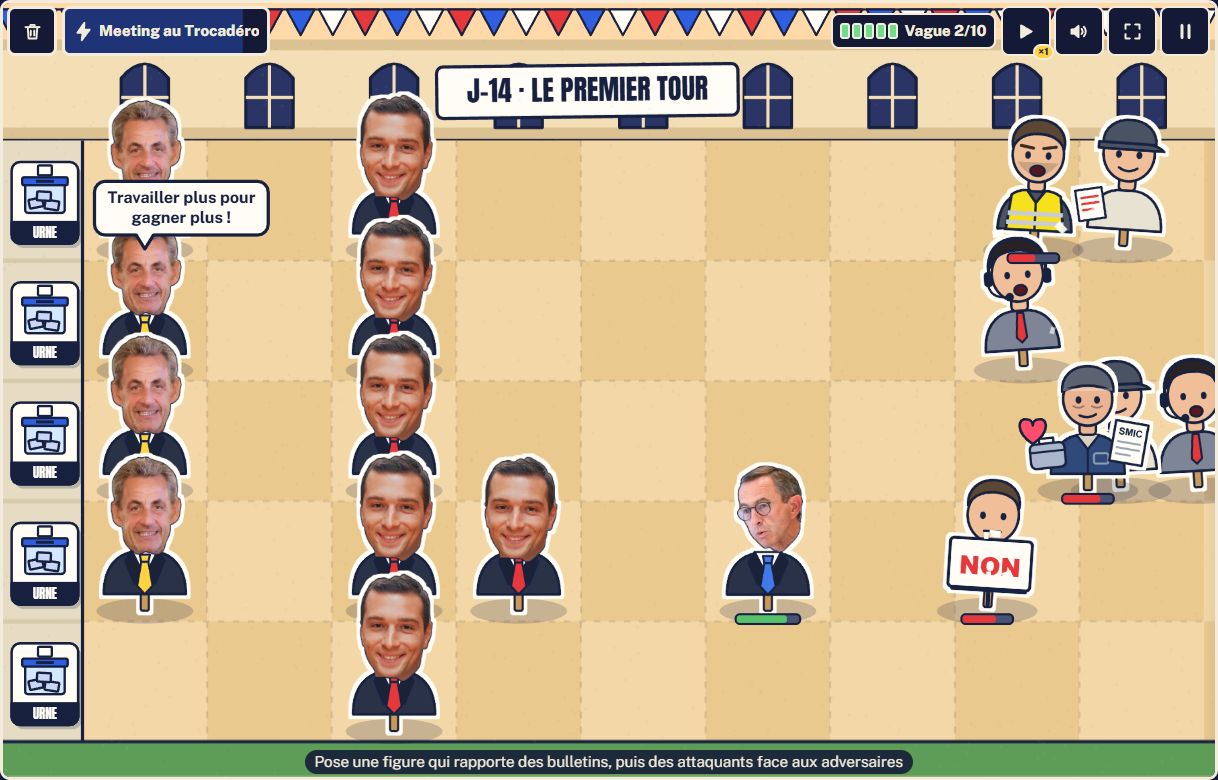 Meeting au Trocadéro
Vague 2/10
×1
J-14 · LE PREMIER TOUR
Travailler plus pour
gagner plus !
URNE
URNE
URNE
SMIC
URNE
NON
URNE
Pose une figure qui rapporte des bulletins, puis des attaquants face aux adversaires